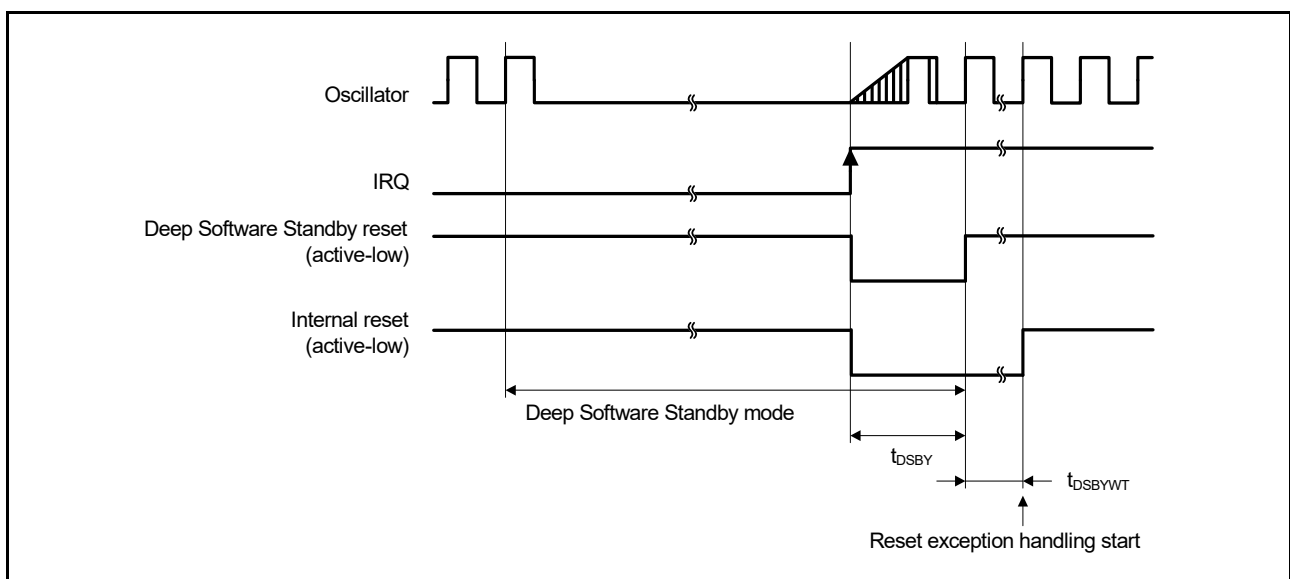 Oscillator
IRQ
Deep Software Standby reset
(active-low)
Internal reset
(active-low)
Deep Software Standby mode
tDSBY
tDSBYWT
Reset exception handling start